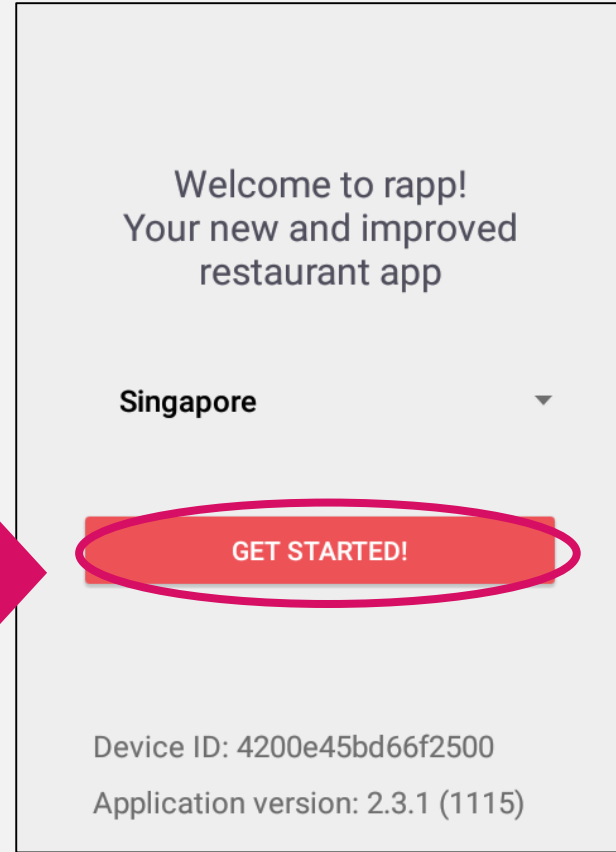 Welcome to rapp!
Your new and improved
restaurant app
Singapore
GET STARTED!
Device ID: 4200e45bd66f2500
Application version: 2.3.1 (1115)